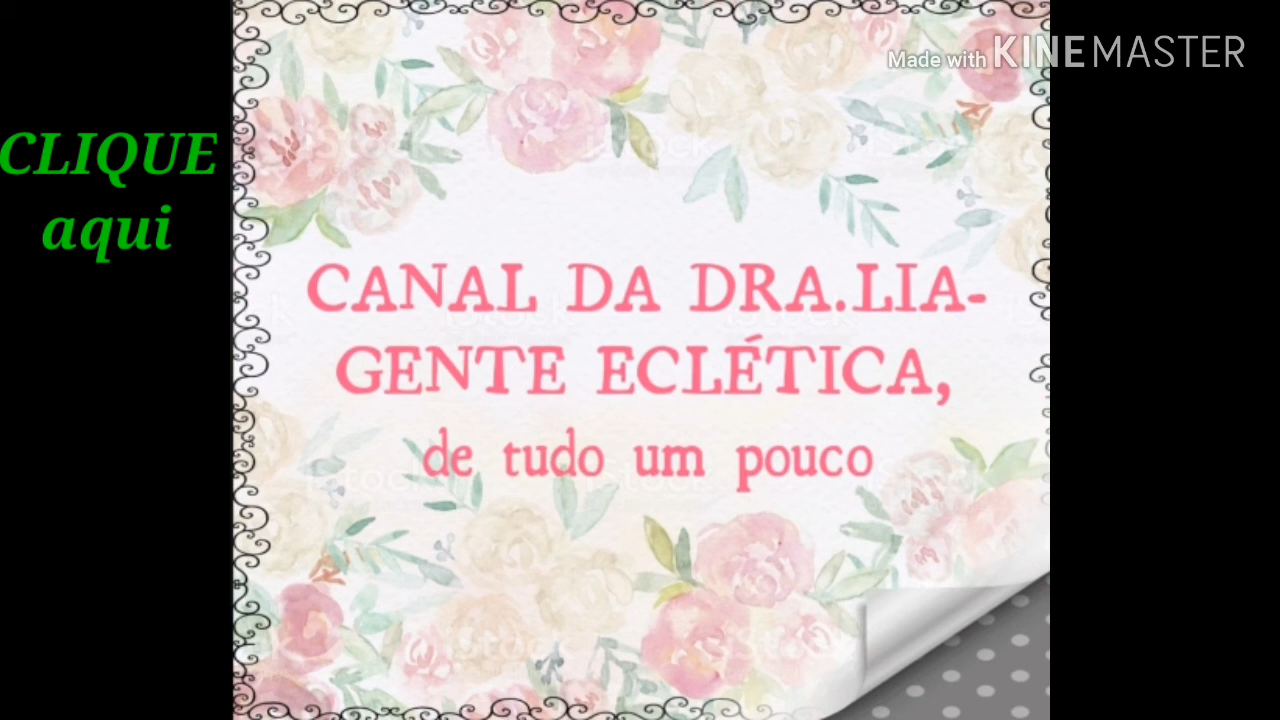 Made with KINEMASTER
CLIQUE
aqui
CANAL DA DRA.LIA-
GENTE ECLÉTICA,
de tudo um pouco